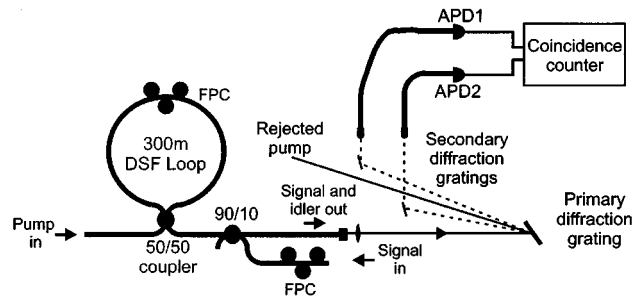 APD1
Coincidence
counter
APD2
FPC
300m
DSF Loop
Rejected
pump
Secondary
diffraction
gratings
Signal and
idler out
Primary
diffraction
grating
90/10
Pump
in
50/50
coupler
Signal
in
FPC